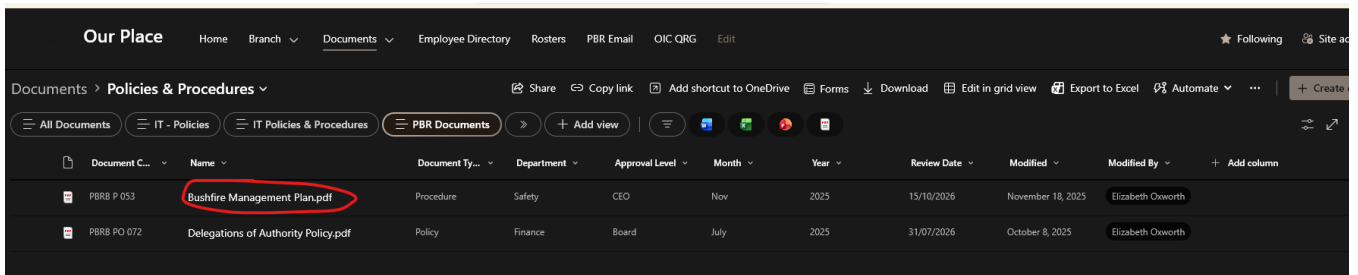 Our Place Home Branch Documents Employee Directory Rosters PBR Email OIC QRG Edit Following Site ac
Documents > Policies & Procedures Share Copy link Add shortcut to OneDrive Forms Download Edit in grid view Export to Excel Automate ... + Create
All Documents IT - Policies IT Policies & Procedures PBR Documents + Add view
Document C... Name Document Ty... Department Approval Level Month Year Review Date Modified Modified By + Add column
PBRB P 053 Bushfire Management Plan.pdf Procedure Safety CEO Nov 2025 15/10/2026 November 18, 2025 Elizabeth Oxworth
PBRB PO 072 Delegations of Authority Policy.pdf Policy Finance Board July 2025 31/07/2026 October 8, 2025 Elizabeth Oxworth